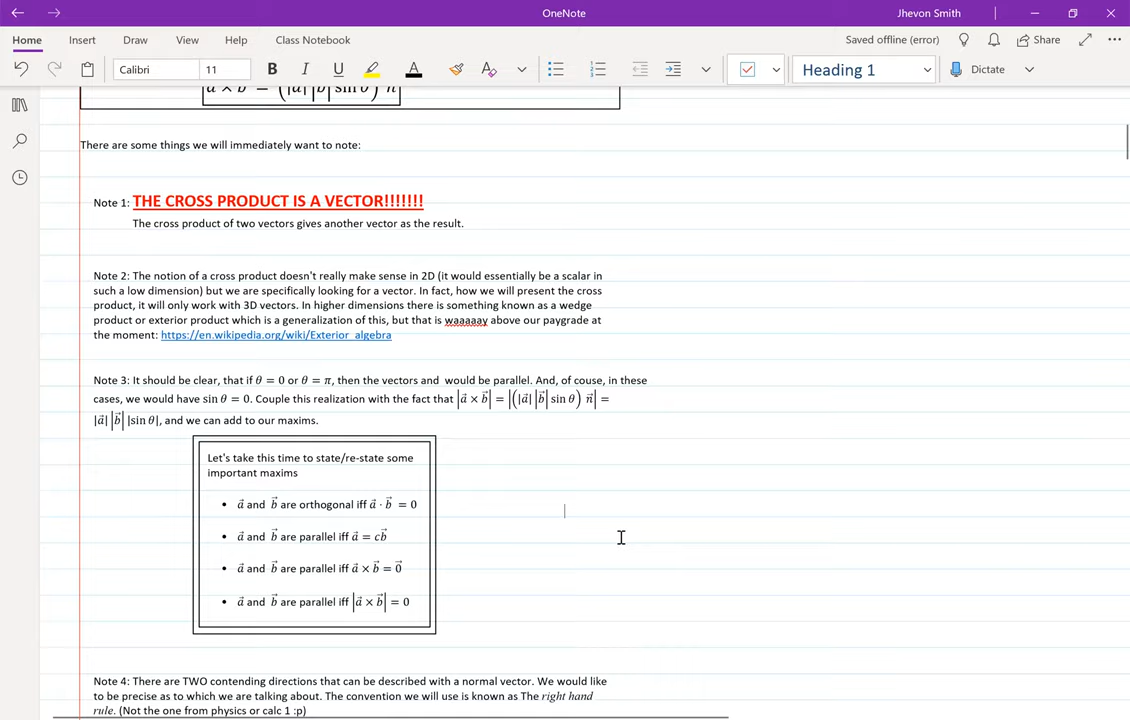 OneNote
Jhevon Smith
Home Insert Draw View Help Class Notebook
Saved offline (error)
Share
Calibri 11 B I U A Heading 1 Dictate
a⃗ × b⃗ = (|a⃗| |b⃗| sin θ) n⃗
There are some things we will immediately want to note:
Note 1: THE CROSS PRODUCT IS A VECTOR!!!!!!!
The cross product of two vectors gives another vector as the result.
Note 2: The notion of a cross product doesn't really make sense in 2D (it would essentially be a scalar in
such a low dimension) but we are specifically looking for a vector. In fact, how we will present the cross
product, it will only work with 3D vectors. In higher dimensions there is something known as a wedge
product or exterior product which is a generalization of this, but that is waaaaay above our paygrade at
the moment: https://en.wikipedia.org/wiki/Exterior_algebra
Note 3: It should be clear, that if θ = 0 or θ = π, then the vectors and  would be parallel. And, of couse, in these
cases, we would have sin θ = 0. Couple this realization with the fact that |a⃗ × b⃗| = |(|a⃗| |b⃗| sin θ) n⃗| =
|a⃗| |b⃗| |sin θ|, and we can add to our maxims.
Let's take this time to state/re-state some
important maxims
• a⃗ and b⃗ are orthogonal iff a⃗ · b⃗ = 0
• a⃗ and b⃗ are parallel iff a⃗ = cb⃗
• a⃗ and b⃗ are parallel iff a⃗ × b⃗ = 0⃗
• a⃗ and b⃗ are parallel iff |a⃗ × b⃗| = 0
Note 4: There are TWO contending directions that can be described with a normal vector. We would like
to be precise as to which we are talking about. The convention we will use is known as The right hand
rule. (Not the one from physics or calc 1 :p)